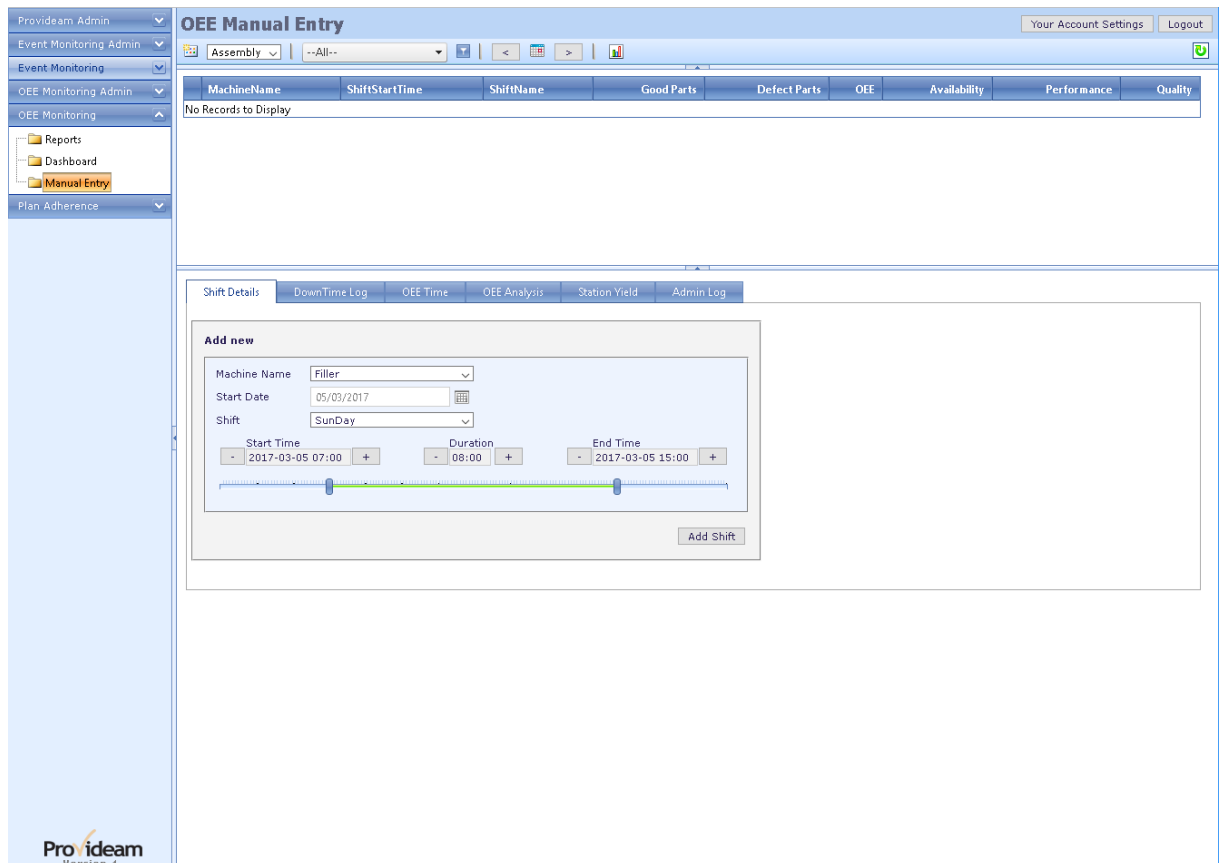 Provideam Admin
Event Monitoring Admin
Event Monitoring
OEE Monitoring Admin
OEE Monitoring
Reports
Dashboard
Manual Entry
Plan Adherence
Provideam
Version 4
OEE Manual Entry
Your Account Settings Logout
Assembly --All-- < >
MachineName ShiftStartTime ShiftName Good Parts Defect Parts OEE Availability Performance Quality
No Records to Display
Shift Details DownTime Log OEE Time OEE Analysis Station Yield Admin Log
Add new
Machine Name Filler
Start Date 05/03/2017
Shift SunDay
Start Time Duration End Time
- 2017-03-05 07:00 + - 08:00 + - 2017-03-05 15:00 +
Add Shift